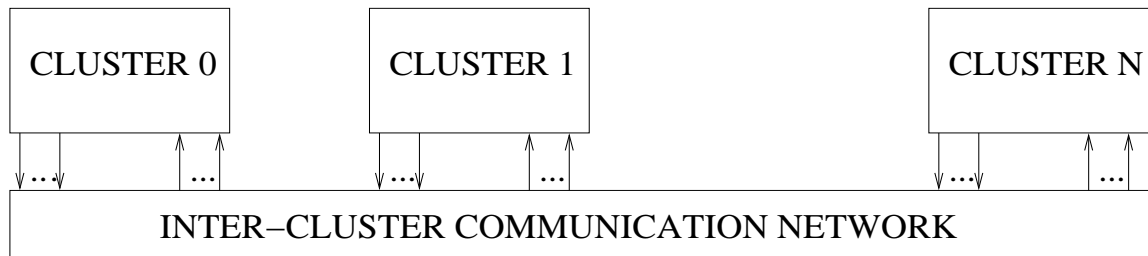 CLUSTER 0
CLUSTER 1
CLUSTER N
... ... ... ... ... ...
INTER−CLUSTER COMMUNICATION NETWORK